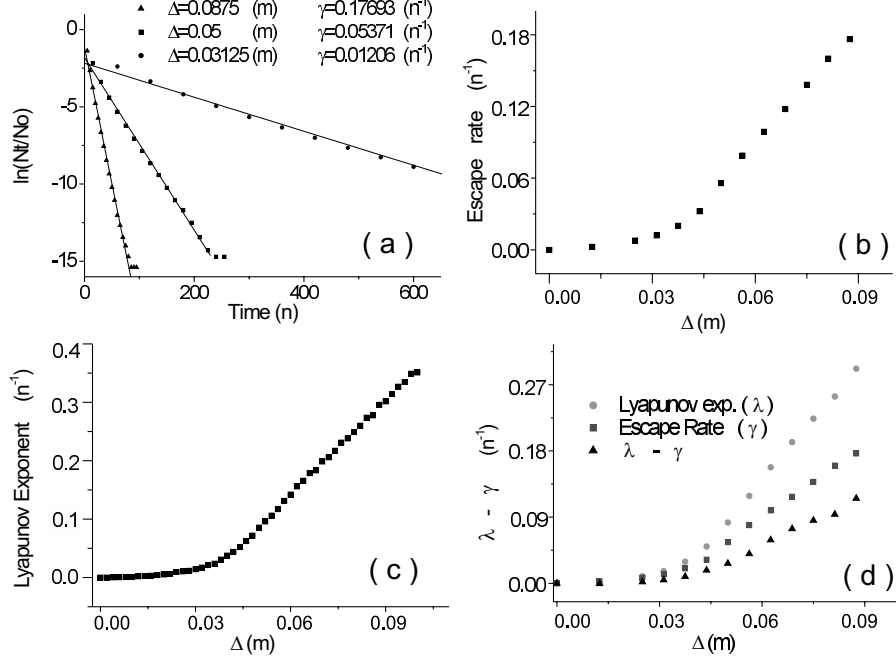 ▲ Δ=0.0875 (m) γ=0.17693 (n⁻¹)
■ Δ=0.05 (m) γ=0.05371 (n⁻¹)
● Δ=0.03125 (m) γ=0.01206 (n⁻¹)
0
-5
-10
-15
ln(Nt/No)
0 200 400 600
Time (n)
( a )
0.18
0.12
0.06
0.00
Escape rate (n⁻¹)
0.00 0.03 0.06 0.09
Δ (m)
( b )
0.4
0.3
0.2
0.1
0.0
Lyapunov Exponent (n⁻¹)
0.00 0.03 0.06 0.09
Δ (m)
( c )
0.27
0.18
0.09
0.00
λ - γ (n⁻¹)
● Lyapunov exp. ( λ )
■ Escape Rate ( γ )
▲ λ - γ
0.00 0.03 0.06 0.09
Δ(m)
( d )